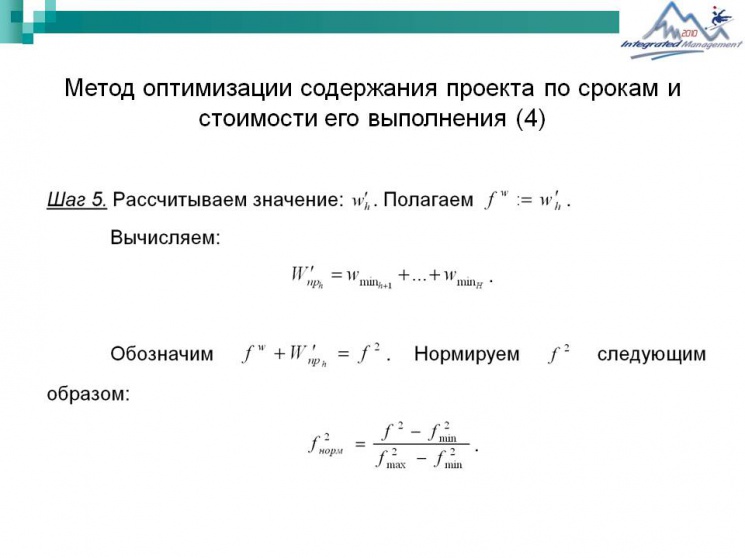 2010
Integrated Management
Метод оптимизации содержания проекта по срокам и
стоимости его выполнения (4)
Шаг 5. Рассчитываем значение: w′_h. Полагаем f^w := w′_h.
Вычисляем:
W′_{пр_h} = w_{min_{h+1}} + ... + w_{min_H}.
Обозначим f^w + W′_{пр_h} = f^2. Нормируем f^2 следующим
образом:
f^2_{норм} = (f^2 − f^2_{min}) / (f^2_{max} − f^2_{min}).